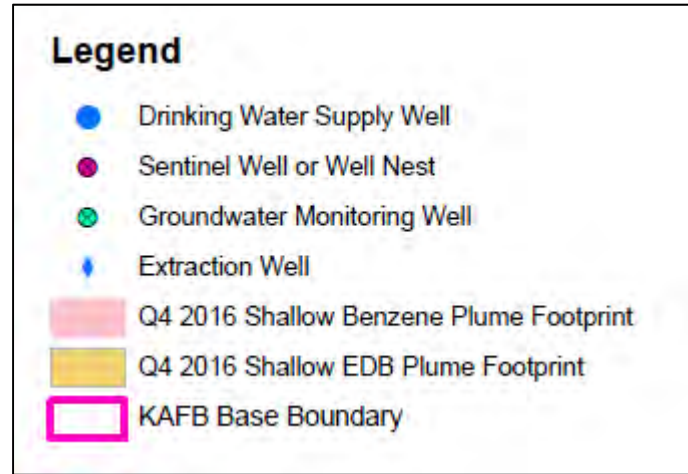 Legend
Drinking Water Supply Well
Sentinel Well or Well Nest
Groundwater Monitoring Well
Extraction Well
Q4 2016 Shallow Benzene Plume Footprint
Q4 2016 Shallow EDB Plume Footprint
KAFB Base Boundary